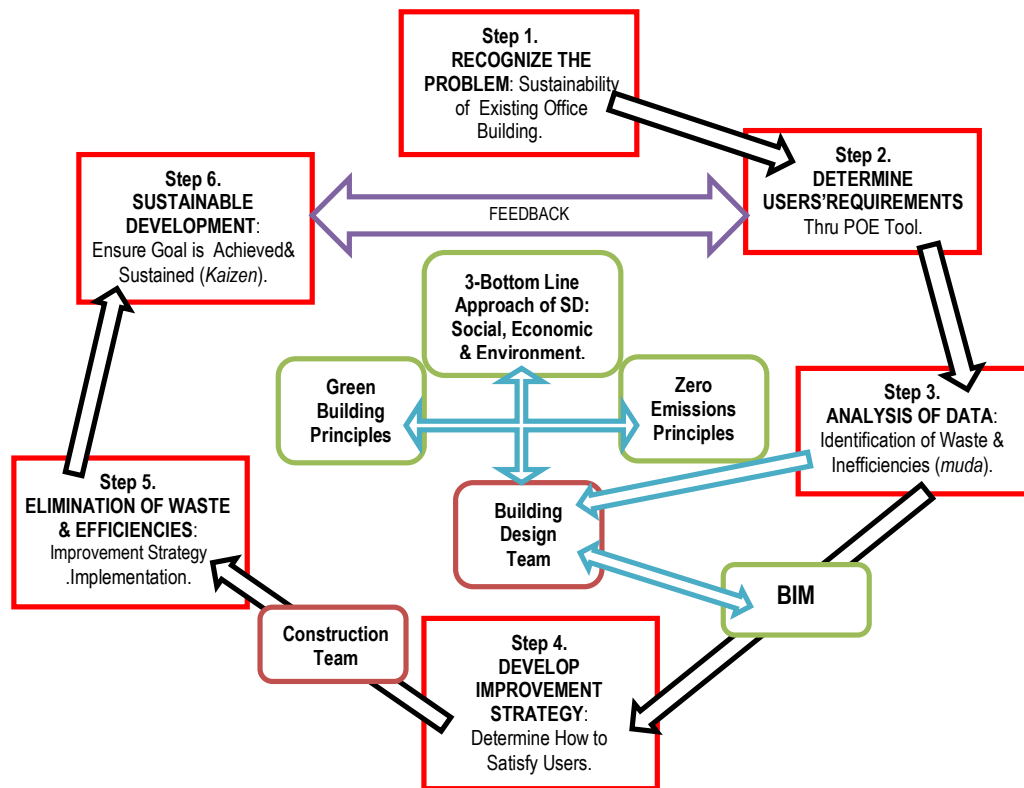 Step 1.
RECOGNIZE THE
PROBLEM: Sustainability
of Existing Office
Building.
Step 2.
DETERMINE
USERS'REQUIREMENTS
Thru POE Tool.
Step 6.
SUSTAINABLE
DEVELOPMENT:
Ensure Goal is Achieved&
Sustained (Kaizen).
FEEDBACK
3-Bottom Line
Approach of SD:
Social, Economic
& Environment.
Green
Building
Principles
Zero
Emissions
Principles
Step 3.
ANALYSIS OF DATA:
Identification of Waste &
Inefficiencies (muda).
Step 5.
ELIMINATION OF WASTE
& EFFICIENCIES:
Improvement Strategy
.Implementation.
Building
Design
Team
BIM
Construction
Team
Step 4.
DEVELOP
IMPROVEMENT
STRATEGY:
Determine How to
Satisfy Users.